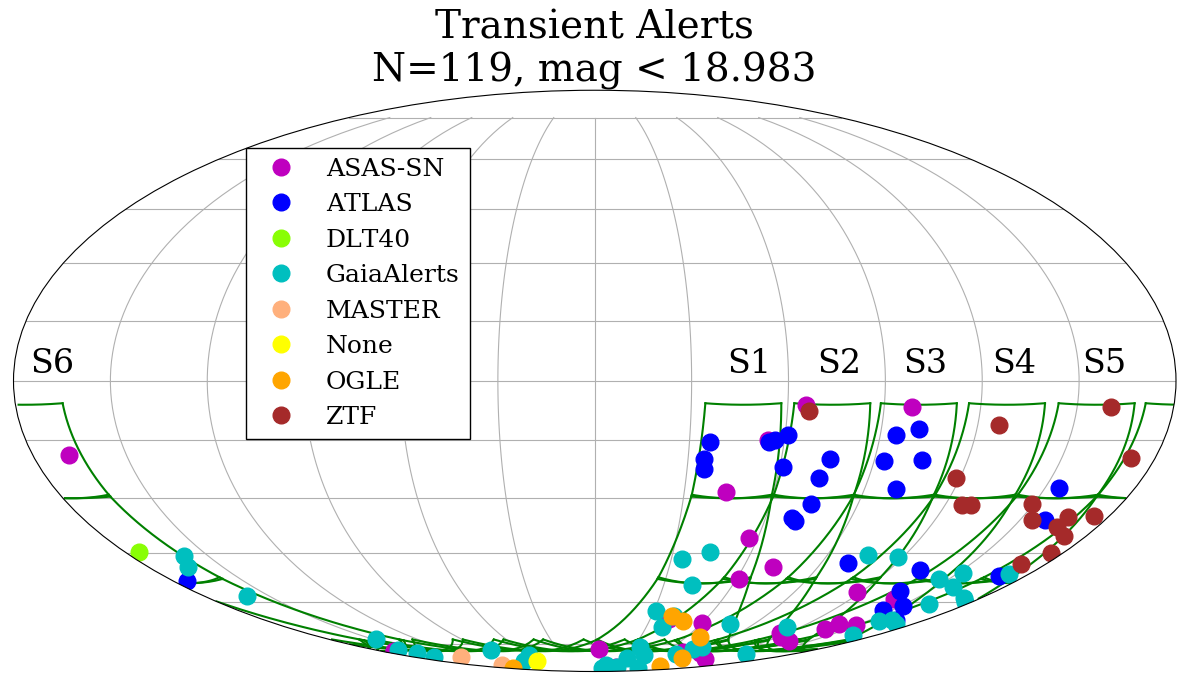 Transient Alerts
N=119, mag < 18.983
ASAS-SN
ATLAS
DLT40
GaiaAlerts
MASTER
None
OGLE
ZTF
S6
S1
S2
S3
S4
S5